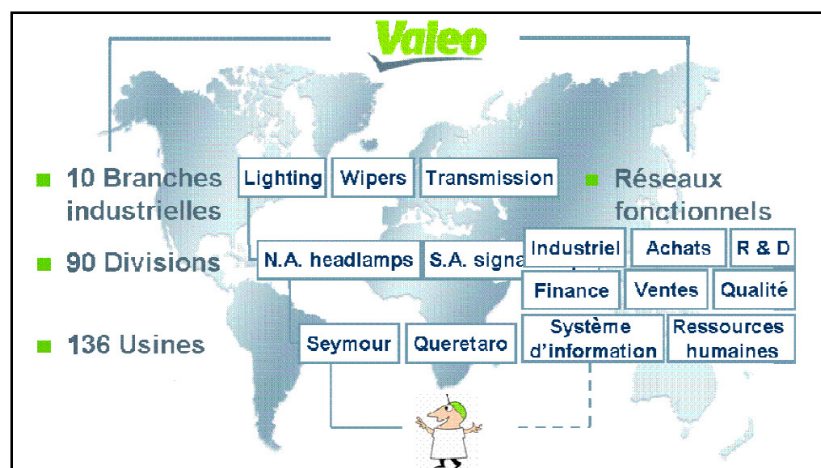 Valeo
10 Branches
industrielles
Lighting
Wipers
Transmission
Réseaux
fonctionnels
90 Divisions
N.A. headlamps
S.A. signa
Industriel
Achats
R & D
Finance
Ventes
Qualité
136 Usines
Seymour
Queretaro
Système
d'information
Ressources
humaines